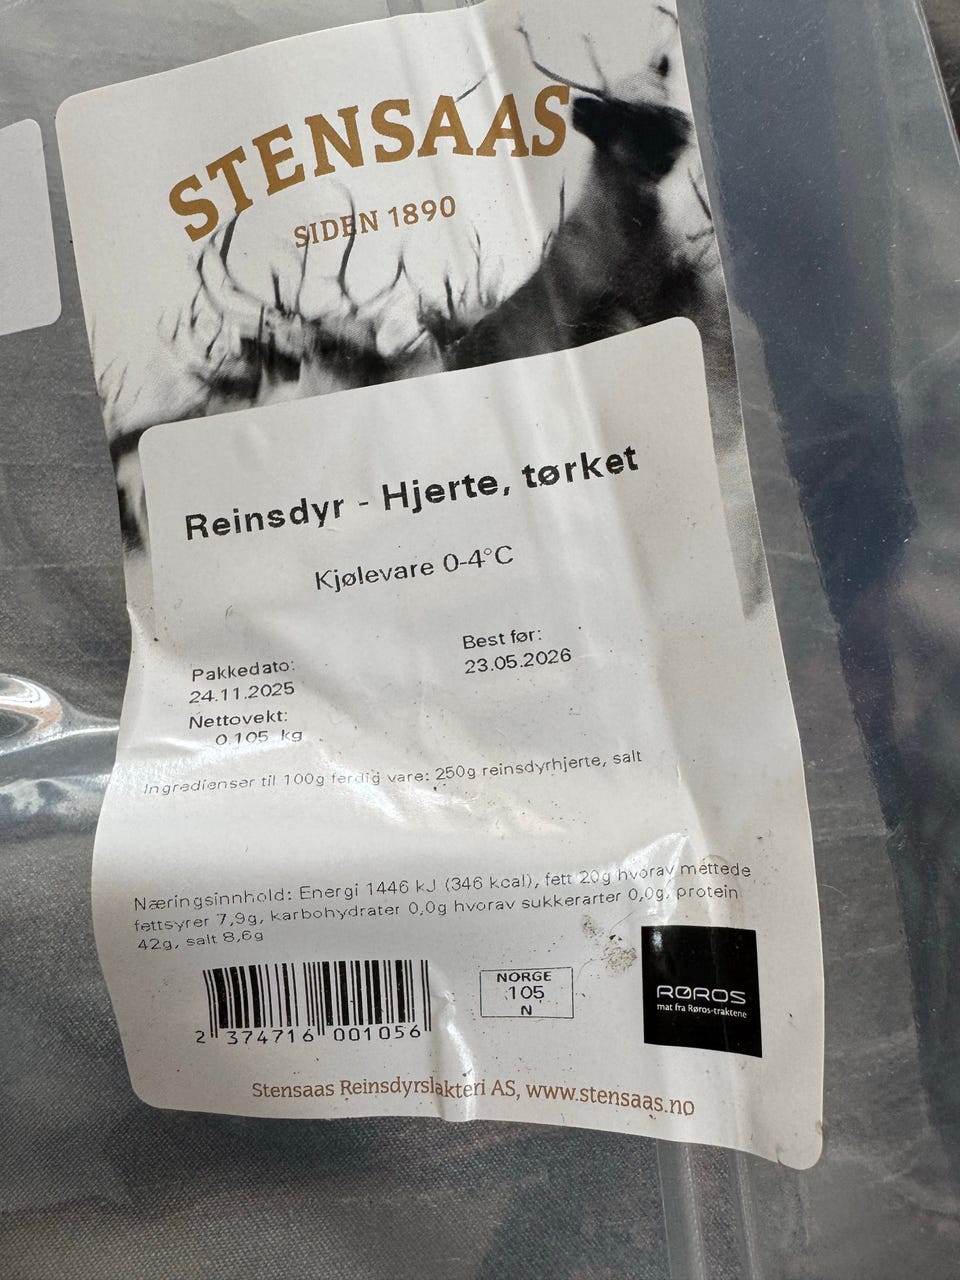 STENSAAS
SIDEN 1890
Reinsdyr - Hjerte, tørket
Kjølevare 0-4°C
Pakkedato:
24.11.2025
Best før:
23.05.2026
Nettovekt:
0.105 kg
Ingredienser til 100g ferdig vare: 250g reinsdyrhjerte, salt
Næringsinnhold: Energi 1446 kJ (346 kcal), fett 20g hvorav mettede
fettsyrer 7,9g, karbohydrater 0,0g hvorav sukkerarter 0,0g, protein
42g, salt 8,6g
2 374716 001056
NORGE
105
N
RØROS
mat fra Røros-traktene
Stensaas Reinsdyrslakteri AS, www.stensaas.no